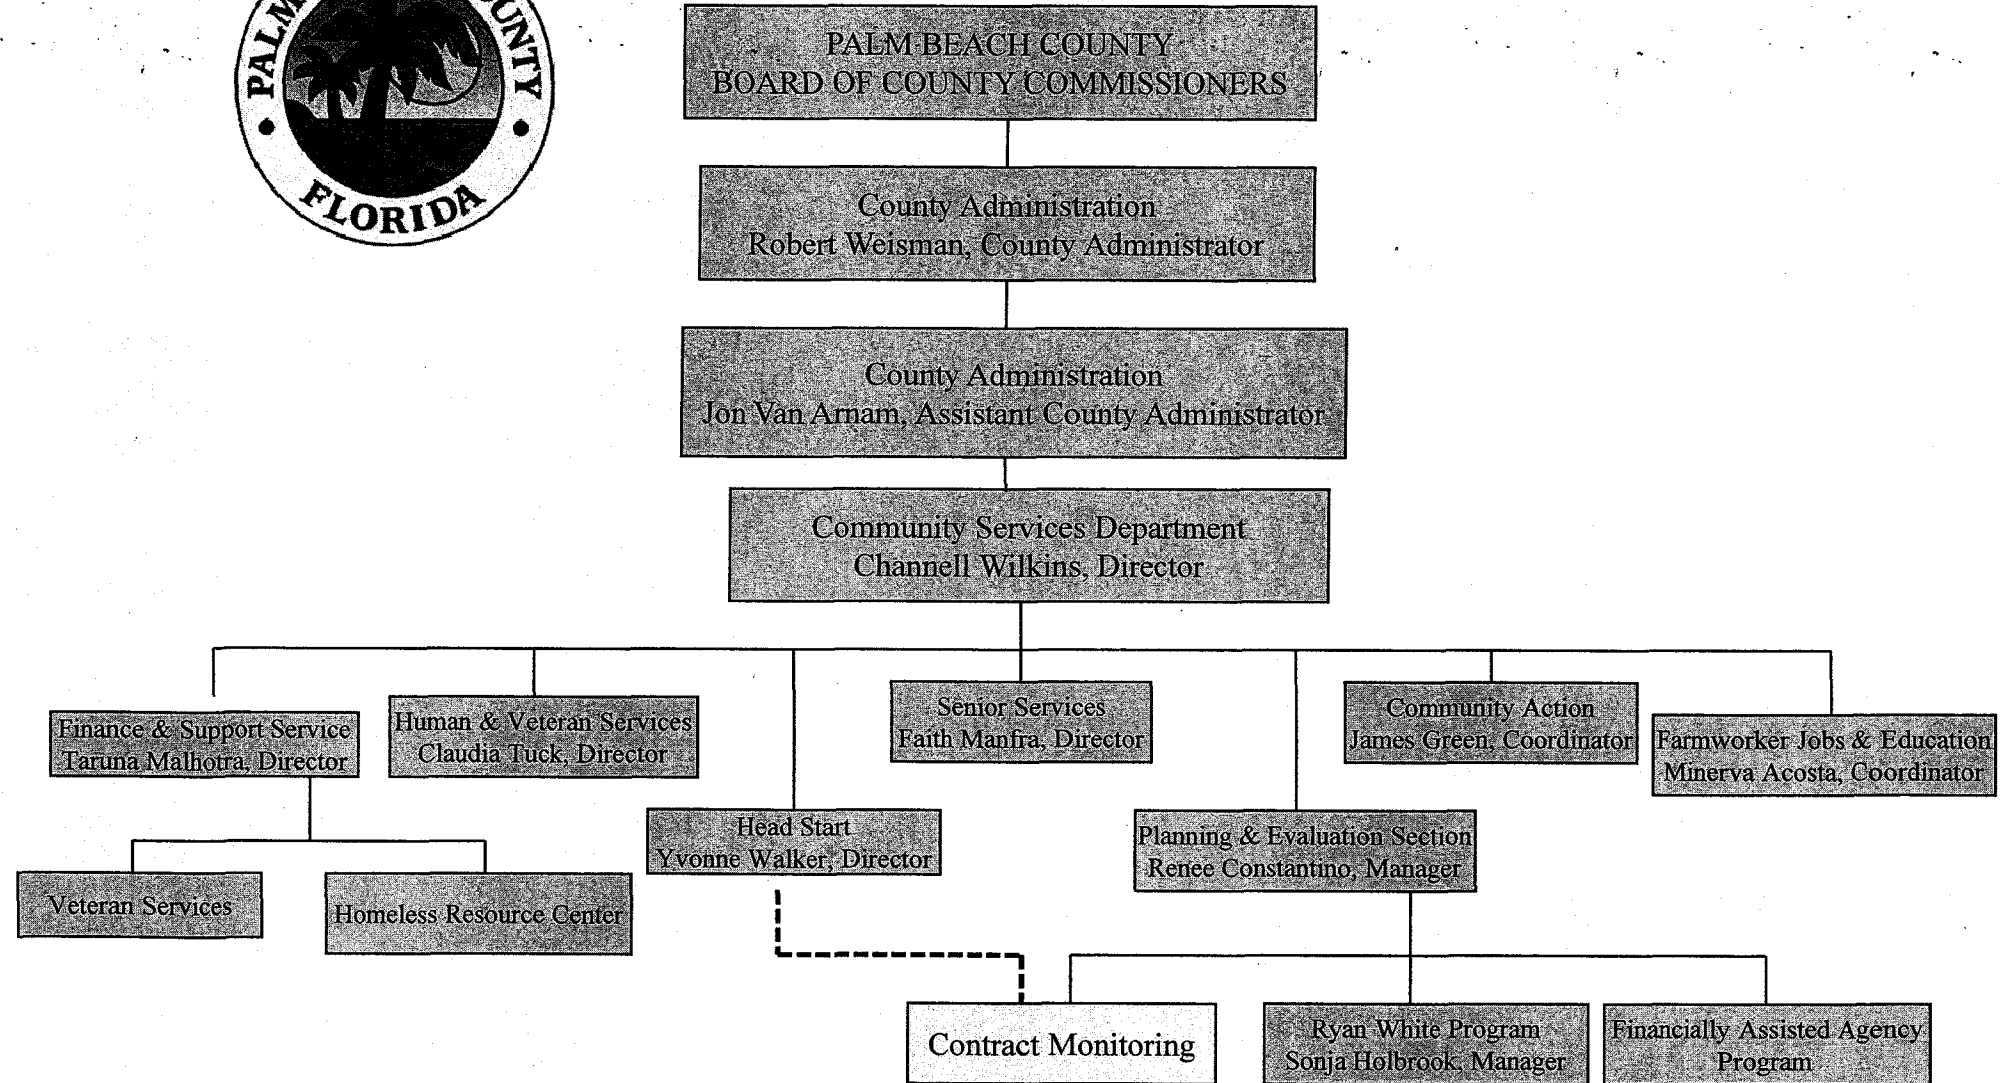 PALM
OUNTY
FLORIDA
PALM BEACH COUNTY
BOARD OF COUNTY COMMISSIONERS
County Administration
Robert Weisman, County Administrator
County Administration
Jon Van Arnam, Assistant County Administrator
Community Services Department
Channell Wilkins, Director
Finance & Support Service
Taruna Malhotra, Director
Human & Veteran Services
Claudia Tuck, Director
Senior Services
Faith Manfra, Director
Community Action
James Green, Coordinator
Farmworker Jobs & Education
Minerva Acosta, Coordinator
Head Start
Yvonne Walker, Director
Planning & Evaluation Section
Renee Constantino, Manager
Veteran Services
Homeless Resource Center
Contract Monitoring
Ryan White Program
Sonja Holbrook, Manager
Financially Assisted Agency
Program